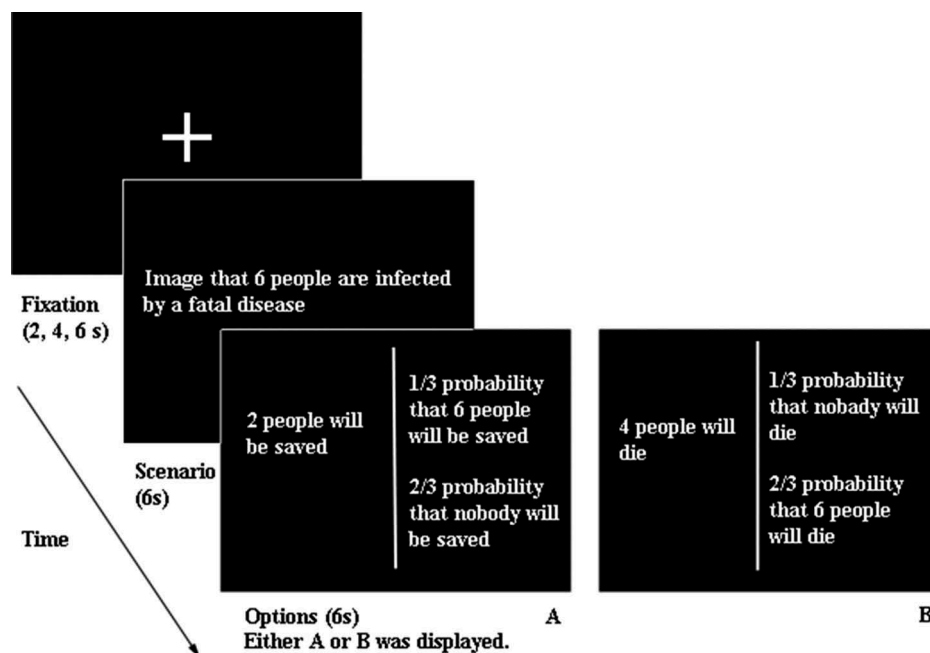 Image that 6 people are infected
by a fatal disease
Fixation
(2, 4, 6 s)
2 people will
be saved
1/3 probability
that 6 people
will be saved
2/3 probability
that nobody will
be saved
4 people will
die
1/3 probability
that nobady will
die
2/3 probability
that 6 people
will die
Scenario
(6s)
Time
Options (6s)
A
B
Either A or B was displayed.